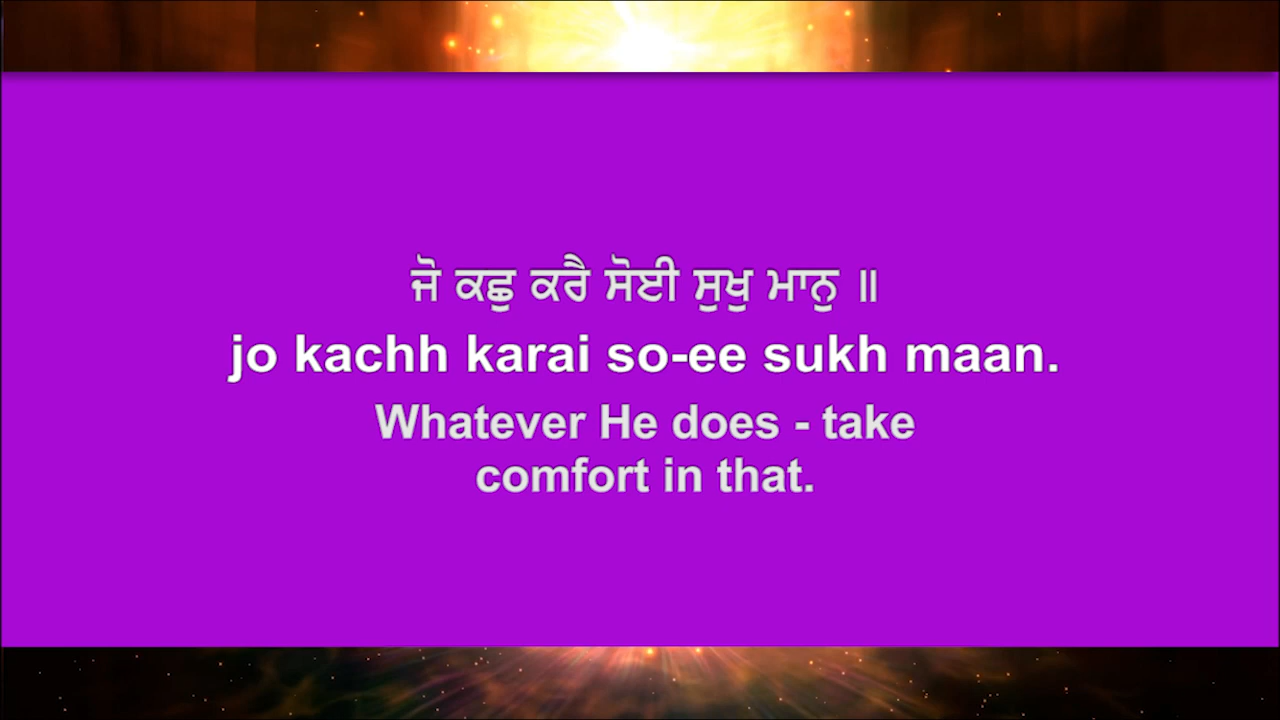 ਜੋ ਕਛੁ ਕਰੈ ਸੋਈ ਸੁਖੁ ਮਾਨੁ ॥
jo kachh karai so-ee sukh maan.
Whatever He does - take
comfort in that.